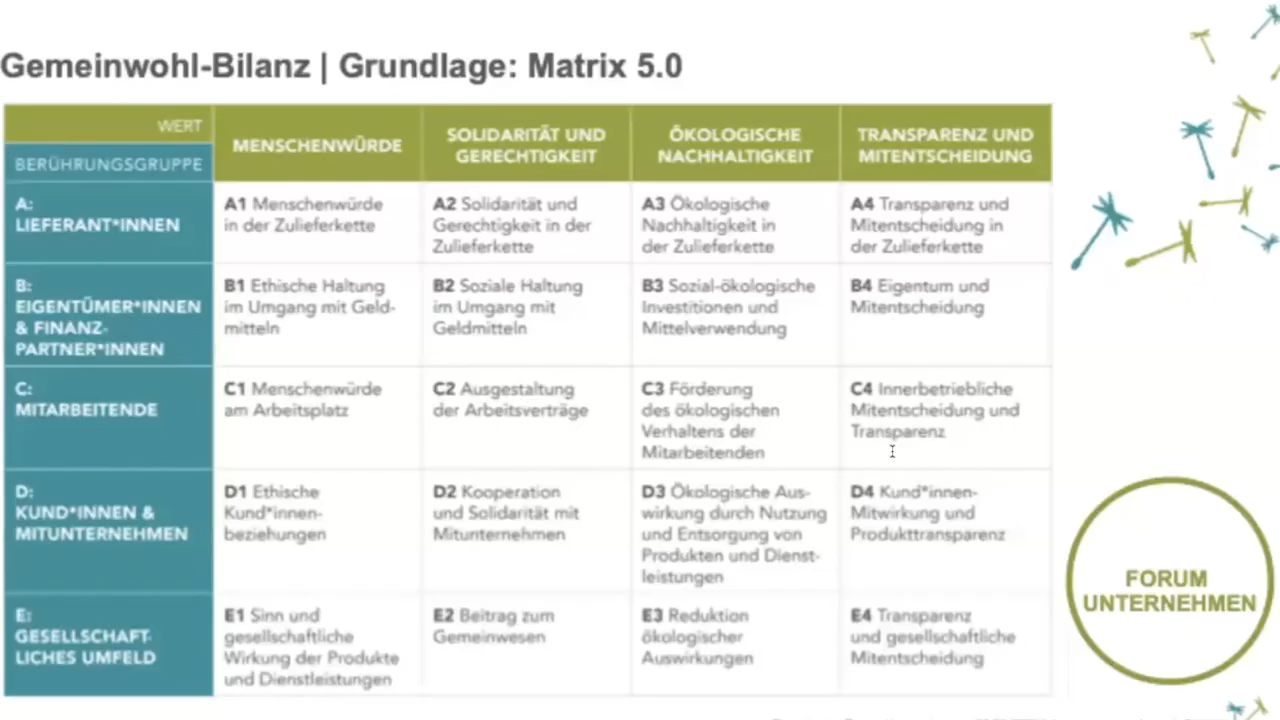 Gemeinwohl-Bilanz | Grundlage: Matrix 5.0
WERT
BERÜHRUNGSGRUPPE
MENSCHENWÜRDE
SOLIDARITÄT UND
GERECHTIGKEIT
ÖKOLOGISCHE
NACHHALTIGKEIT
TRANSPARENZ UND
MITENTSCHEIDUNG
A:
LIEFERANT*INNEN
A1 Menschenwürde
in der Zulieferkette
A2 Solidarität und
Gerechtigkeit in der
Zulieferkette
A3 Ökologische
Nachhaltigkeit in
der Zulieferkette
A4 Transparenz und
Mitentscheidung in
der Zulieferkette
B:
EIGENTÜMER*INNEN
& FINANZ-
PARTNER*INNEN
B1 Ethische Haltung
im Umgang mit Geld-
mitteln
B2 Soziale Haltung
im Umgang mit
Geldmitteln
B3 Sozial-ökologische
Investitionen und
Mittelverwendung
B4 Eigentum und
Mitentscheidung
C:
MITARBEITENDE
C1 Menschenwürde
am Arbeitsplatz
C2 Ausgestaltung
der Arbeitsverträge
C3 Förderung
des ökologischen
Verhaltens der
Mitarbeitenden
C4 Innerbetriebliche
Mitentscheidung und
Transparenz
D:
KUND*INNEN &
MITUNTERNEHMEN
D1 Ethische
Kund*innen-
beziehungen
D2 Kooperation
und Solidarität mit
Mitunternehmen
D3 Ökologische Aus-
wirkung durch Nutzung
und Entsorgung von
Produkten und Dienst-
leistungen
D4 Kund*innen-
Mitwirkung und
Produkttransparenz
E:
GESELLSCHAFT-
LICHES UMFELD
E1 Sinn und
gesellschaftliche
Wirkung der Produkte
und Dienstleistungen
E2 Beitrag zum
Gemeinwesen
E3 Reduktion
ökologischer
Auswirkungen
E4 Transparenz
und gesellschaftliche
Mitentscheidung
FORUM
UNTERNEHMEN